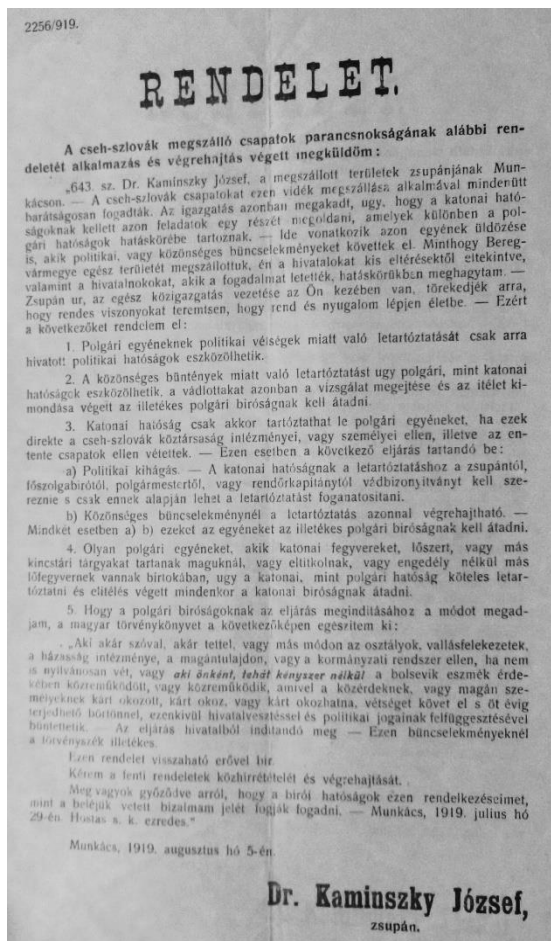 2256/919.
RENDELET.
A cseh-szlovák megszálló csapatok parancsnokságának alábbi ren-
deletét alkalmazás és végrehajtás végett megküldöm:
„643. sz. Dr. Kaminszky József, a megszállott területek zsupánjának Mun-
kácson. — A cseh-szlovák csapatokat ezen vidék megszállása alkalmával mindenütt
barátságosan fogadták. Az igazgatás azonban megakadt, ugy, hogy a katonai ható-
ságoknak kellett azon feladatok egy részét megoldani, amelyek különben a pol-
gári hatóságok hatáskörébe tartoznak. — Ide vonatkozik azon egyének üldözése
is, akik politikai, vagy közönséges büncselekményeket követtek el. Minthogy Bereg-
vármegye egész területét megszállottuk, én a hivatalokat kis eltérésektől eltekintve,
valamint a hivatalnokokat, akik a fogadalmat letették, hatáskörükben meghagytam. —
Zsupán ur, az egész közigazgatás vezetése az Ön kezében van, törekedjék arra,
hogy rendes viszonyokat teremtsen, hogy rend és nyugalom lépjen életbe. — Ezért
a következőket rendelem el:
1. Polgári egyéneknek politikai vétségek miatt való letartóztatását csak arra
hivatott politikai hatóságok eszközölhetik.
2. A közönséges büntények miatt való letartóztatást ugy polgári, mint katonai
hatóságok eszközölhetik, a vádlottakat azonban a vizsgálat megejtése és az itélet ki-
mondása végett az illetékes polgári biróságnak kell átadni.
3. Katonai hatóság csak akkor tartóztathat le polgári egyéneket, ha ezek
direkte a cseh-szlovák köztársaság intézményei, vagy személyei ellen, illetve az en-
tente csapatok ellen vétettek. — Ezen esetben a következő eljárás tartandó be:
a) Politikai kihágás. — A katonai hatóságnak a letartóztatáshoz a zsupántól,
főszolgabirótól, polgármestertől, vagy rendőrkapitánytól védbizonyitványt kell sze-
reznie s csak ennek alapján lehet a letartóztatást foganatositani.
b) Közönséges büncselekménynél a letartóztatás azonnal végrehajtható. —
Mindkét esetben a) b) ezeket az egyéneket az illetékes polgári biróságnak kell átadni.
4. Olyan polgári egyéneket, akik katonai fegyvereket, lőszert, vagy más
kincstári tárgyakat tartanak maguknál, vagy eltitkolnak, vagy engedély nélkül más
lőfegyvernek vannak birtokában, ugy a katonai, mint polgári hatóság köteles letar-
tóztatni és elitélés végett mindenkor a katonai biróságnak átadni.
5. Hogy a polgári biróságoknak az eljárás meginditásához a módot megad-
jam, a magyar törvénykönyvet a következőképen egészitem ki:
„Aki akár szóval, akár tettel, vagy más módon az osztályok, vallásfelekezetek,
a házasság intézménye, a magántulajdon, vagy a kormányzati rendszer ellen, ha nem
is nyilvánosan vét, vagy aki önként, tehát kényszer nélkül a bolsevik eszmék érde-
kében közreműködött, vagy közreműködik, amivel a közérdeknek, vagy magán sze-
mélyeknek kárt okozott, kárt okoz, vagy kárt okozhatna, vétséget követ el s öt évig
terjedhető börtönnel, ezenkivül hivatalvesztéssel és politikai jogainak felfüggesztésével
büntettetik. — Az eljárás hivatalból inditandó meg — Ezen büncselekményeknél
a törvényszék illetékes.
Ezen rendelet visszaható erővel bir.
Kérem a fenti rendeletek közhirrétételét és végrehajtását.
Meg vagyok győződve arról, hogy a birói hatóságok ezen rendelkezéseimet,
mint a beléjük vetett bizalmam jelét fogják fogadni. — Munkács, 1919. julius hó
29-én. Hostas s. k. ezredes."
Munkács, 1919. augusztus hó 5-én.
Dr. Kaminszky József,
zsupán.